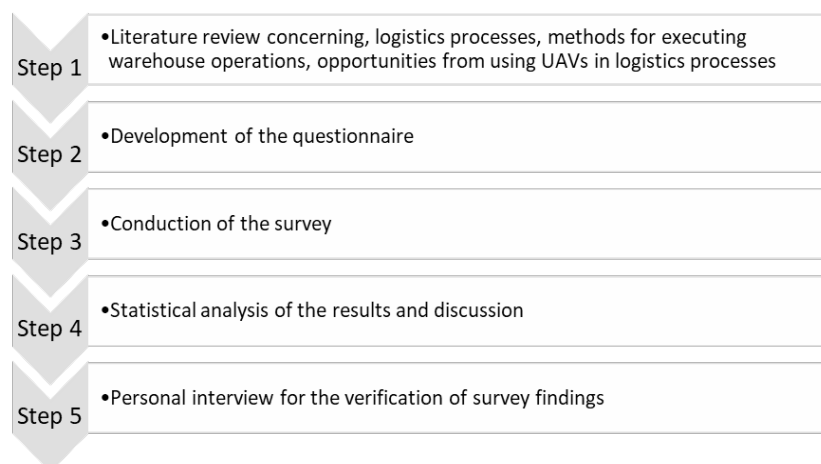 Step 1
•Literature review concerning, logistics processes, methods for executing
warehouse operations, opportunities from using UAVs in logistics processes
Step 2
•Development of the questionnaire
Step 3
•Conduction of the survey
Step 4
•Statistical analysis of the results and discussion
Step 5
•Personal interview for the verification of survey findings